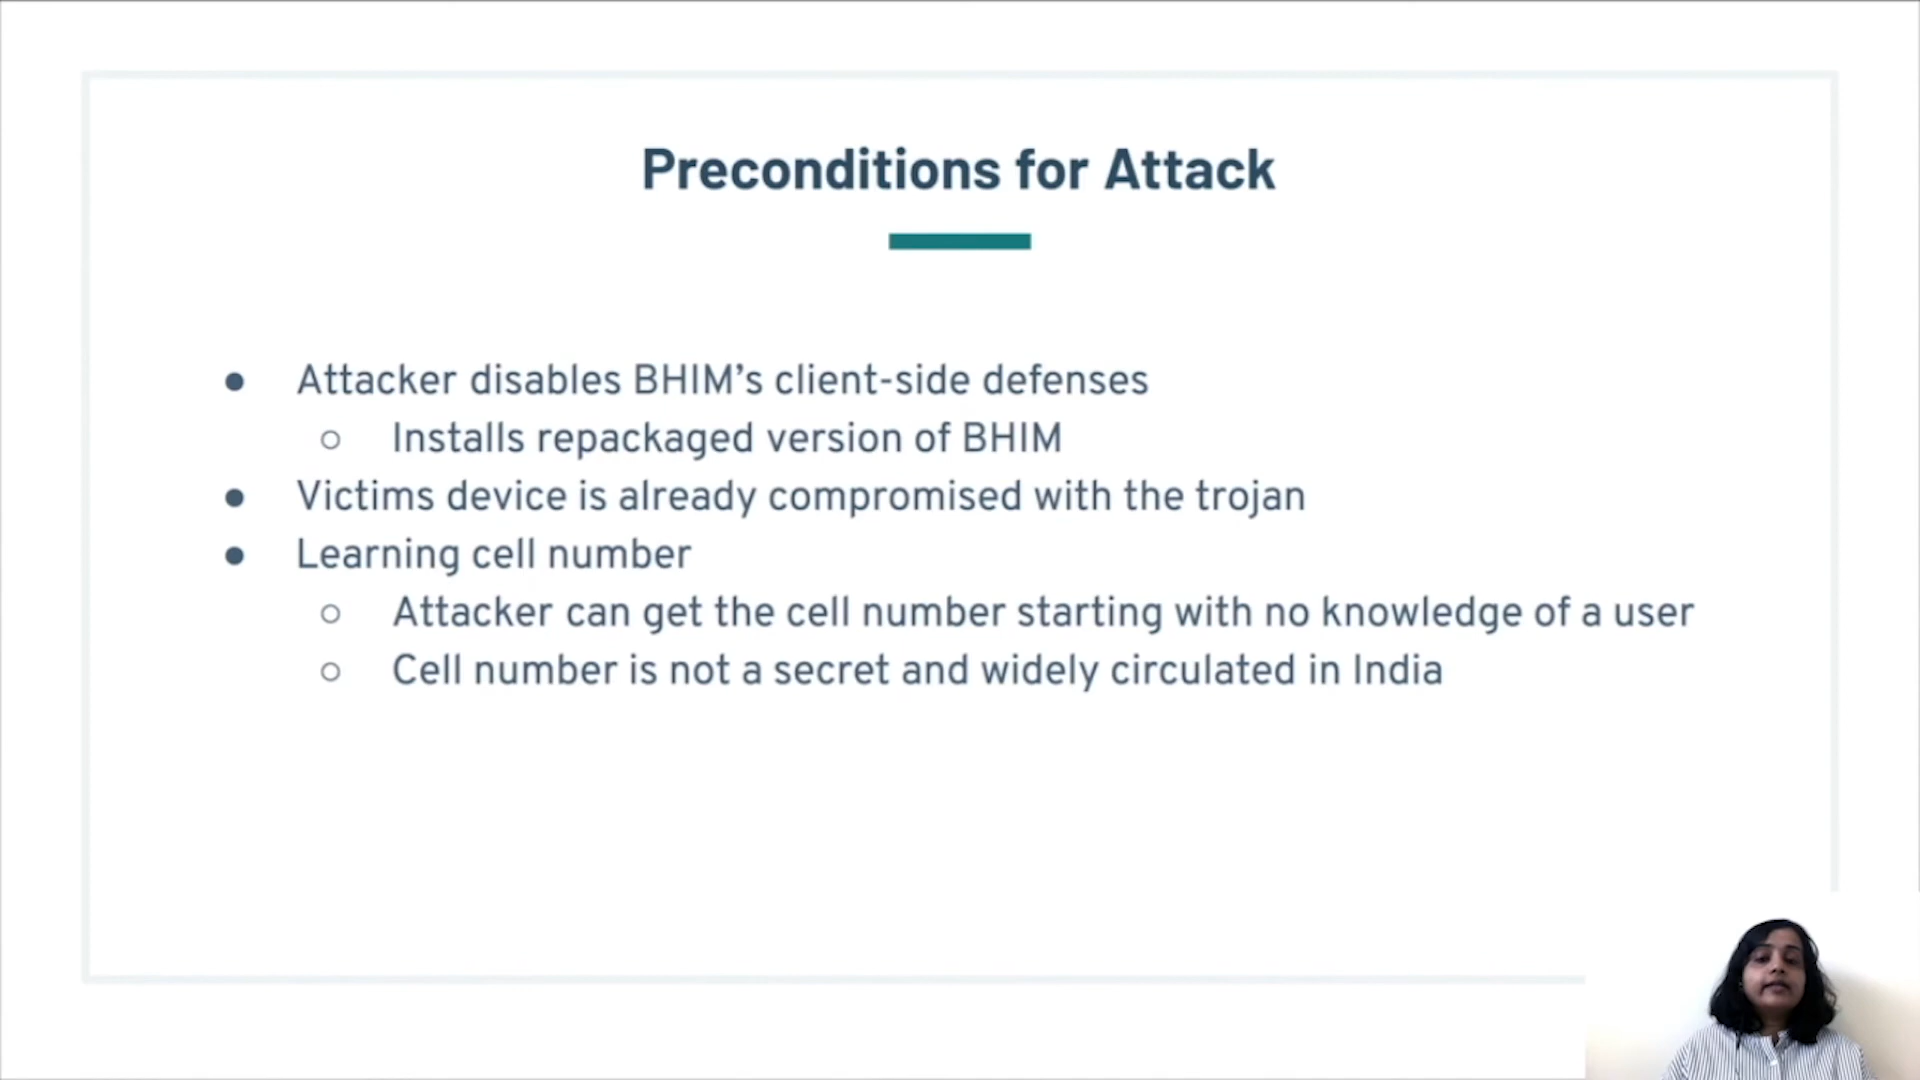 Preconditions for Attack
● Attacker disables BHIM's client-side defenses
○ Installs repackaged version of BHIM
● Victims device is already compromised with the trojan
● Learning cell number
○ Attacker can get the cell number starting with no knowledge of a user
○ Cell number is not a secret and widely circulated in India